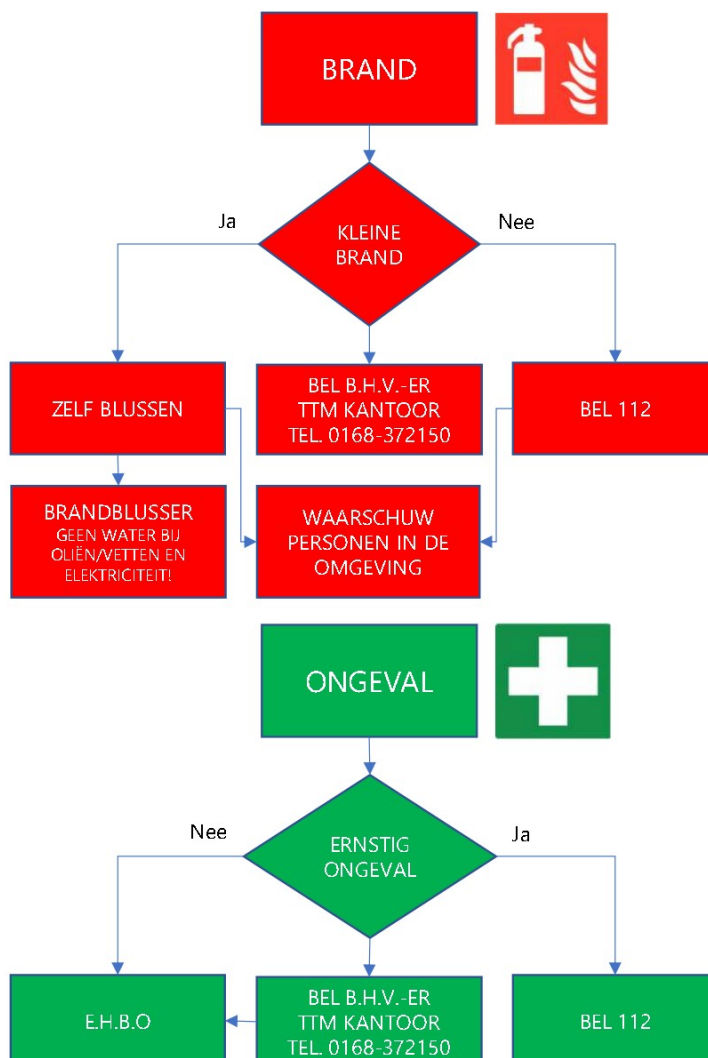 BRAND
Ja
Nee
KLEINE
BRAND
ZELF BLUSSEN
BEL B.H.V.-ER
TTM KANTOOR
TEL. 0168-372150
BEL 112
BRANDBLUSSER
GEEN WATER BIJ
OLIËN/VETTEN EN
ELEKTRICITEIT!
WAARSCHUW
PERSONEN IN DE
OMGEVING
ONGEVAL
Nee
Ja
ERNSTIG
ONGEVAL
E.H.B.O
BEL B.H.V.-ER
TTM KANTOOR
TEL. 0168-372150
BEL 112